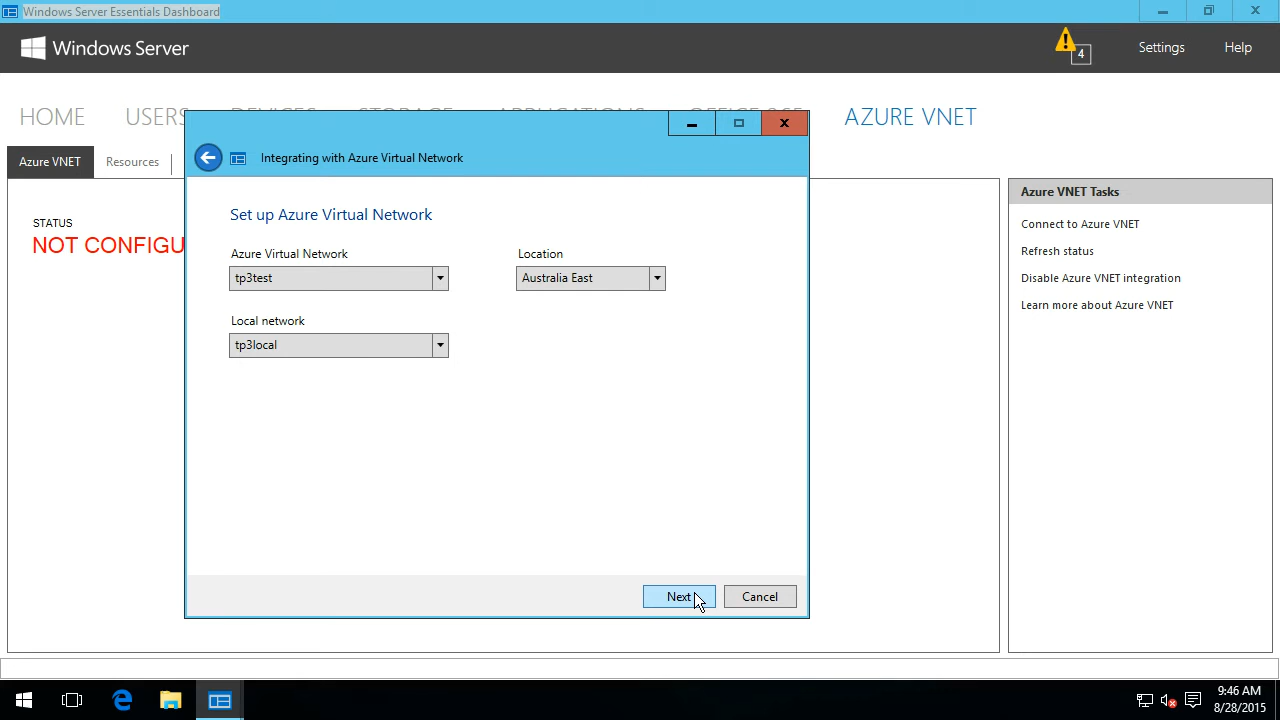 Windows Server Essentials Dashboard
Windows Server
4
Settings
Help
HOME
USERS
AZURE VNET
Azure VNET
Resources
STATUS
NOT CONFIGU
Integrating with Azure Virtual Network
Set up Azure Virtual Network
Azure Virtual Network
Location
tp3test
Australia East
Local network
tp3local
Next
Cancel
Azure VNET Tasks
Connect to Azure VNET
Refresh status
Disable Azure VNET integration
Learn more about Azure VNET
9:46 AM
8/28/2015